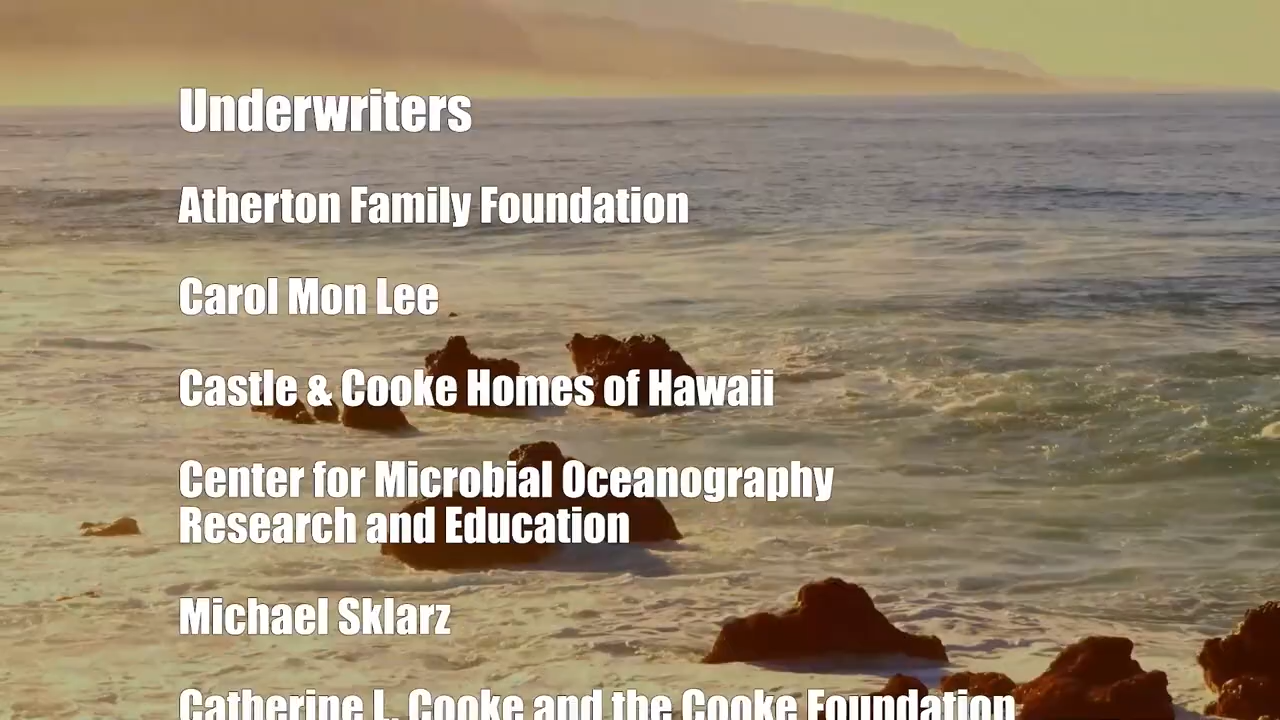 Underwriters
Atherton Family Foundation
Carol Mon Lee
Castle & Cooke Homes of Hawaii
Center for Microbial Oceanography
Research and Education
Michael Sklarz
Catherine L. Cooke and the Cooke Foundation